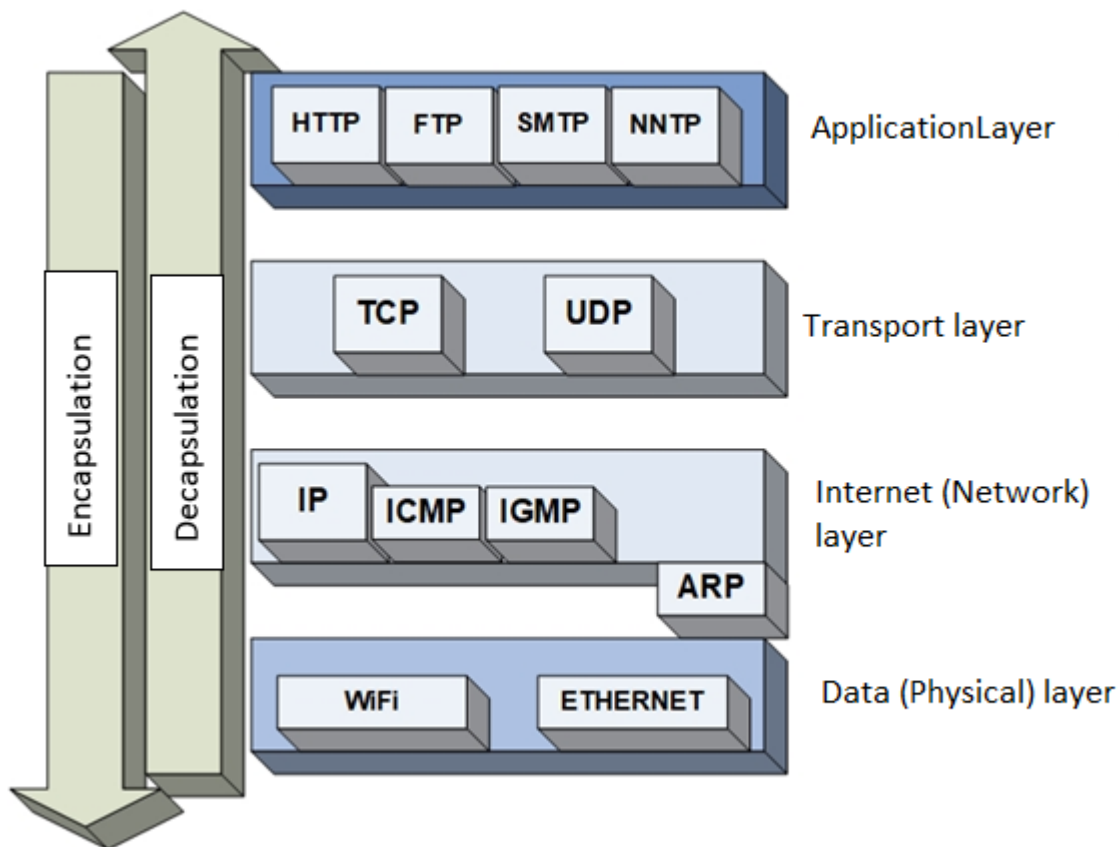 HTTP FTP SMTP NNTP
ApplicationLayer
TCP UDP
Transport layer
Encapsulation
Decapsulation
IP ICMP IGMP
Internet (Network)
layer
ARP
WiFi ETHERNET
Data (Physical) layer